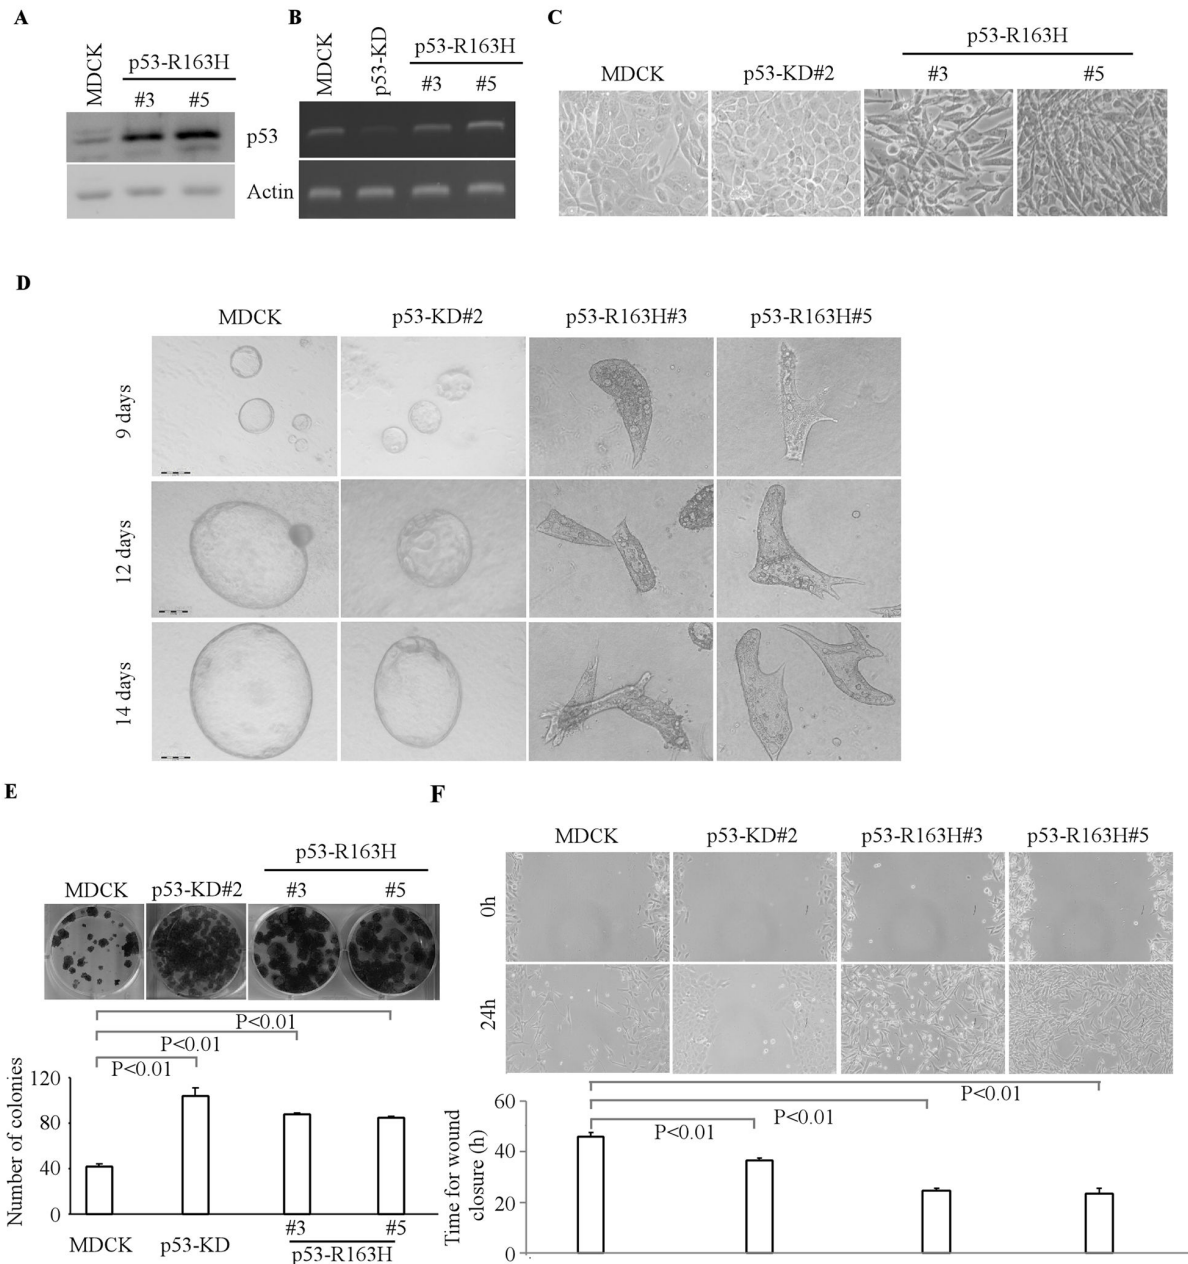 A
MDCK
p53-R163H
#3
#5
p53
Actin
B
MDCK
p53-KD
p53-R163H
#3
#5
C
p53-R163H
MDCK
p53-KD#2
#3
#5
D
MDCK
p53-KD#2
p53-R163H#3
p53-R163H#5
9 days
12 days
14 days
E
p53-R163H
MDCK
p53-KD#2
#3
#5
P<0.01
P<0.01
P<0.01
Number of colonies
120
80
40
0
MDCK
p53-KD
#3
#5
p53-R163H
F
MDCK
p53-KD#2
p53-R163H#3
p53-R163H#5
0h
24h
P<0.01
P<0.01
P<0.01
Time for wound
closure (h)
60
40
20
0